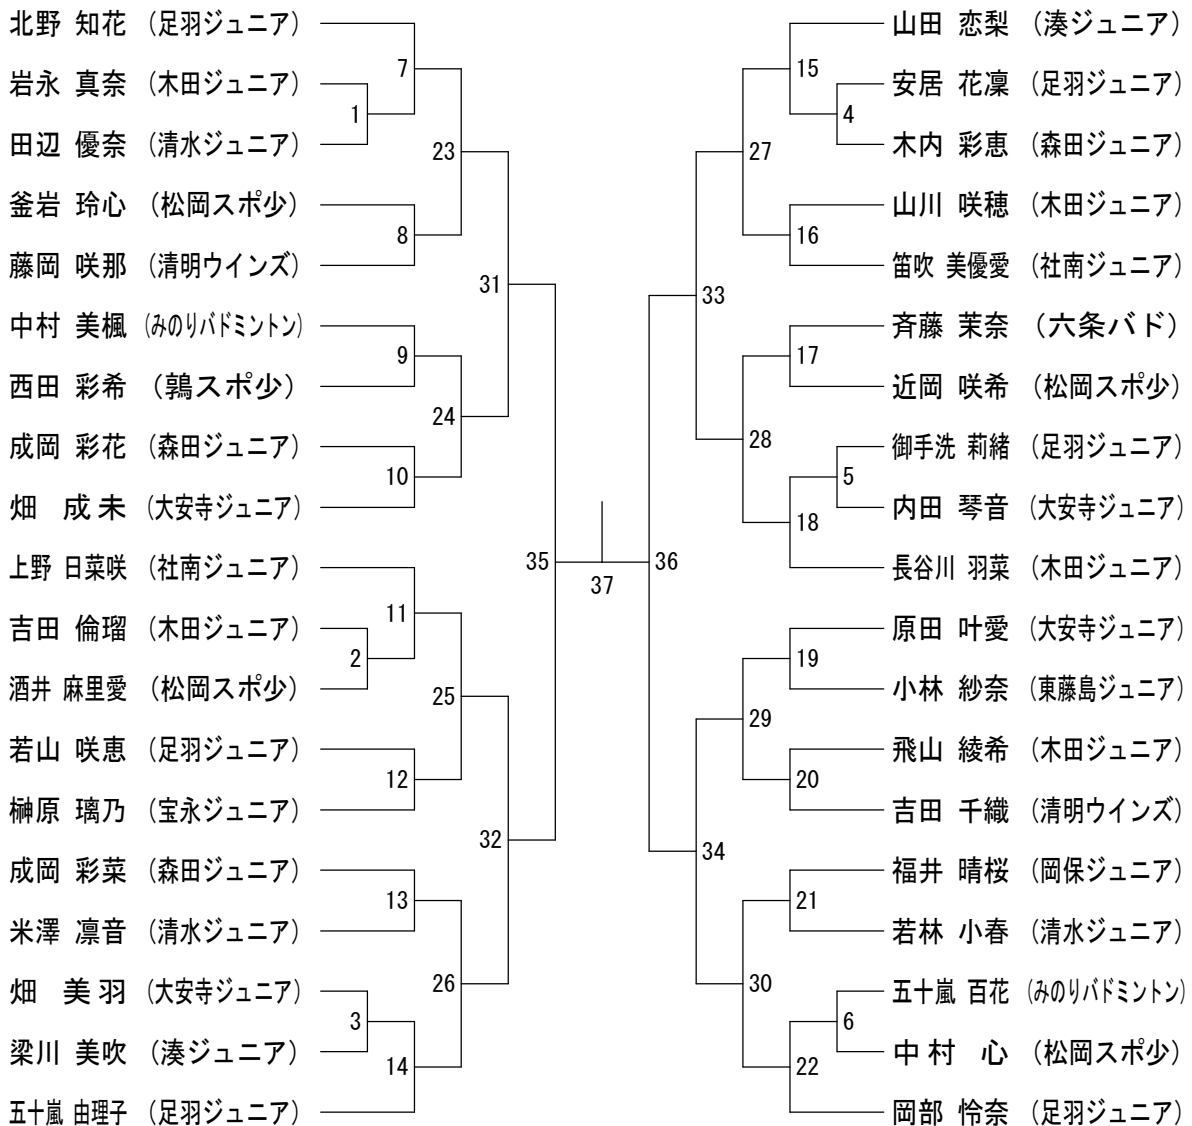 北野 知花 (足羽ジュニア)
岩永 真奈 (木田ジュニア)
田辺 優奈 (清水ジュニア)
釜岩 玲心 (松岡スポ少)
藤岡 咲那 (清明ウインズ)
中村 美楓 (みのりバドミントン)
西田 彩希 (鶉スポ少)
成岡 彩花 (森田ジュニア)
畑 成未 (大安寺ジュニア)
上野 日菜咲 (社南ジュニア)
吉田 倫瑠 (木田ジュニア)
酒井 麻里愛 (松岡スポ少)
若山 咲恵 (足羽ジュニア)
榊原 璃乃 (宝永ジュニア)
成岡 彩菜 (森田ジュニア)
米澤 凛音 (清水ジュニア)
畑 美羽 (大安寺ジュニア)
梁川 美吹 (湊ジュニア)
五十嵐 由理子 (足羽ジュニア)
7
1
23
8
31
9
24
10
35
11
2
25
12
32
13
26
3
14
37
36
15
4
27
16
33
17
28
5
18
19
29
20
34
21
30
6
22
山田 恋梨 (湊ジュニア)
安居 花凜 (足羽ジュニア)
木内 彩恵 (森田ジュニア)
山川 咲穂 (木田ジュニア)
笛吹 美優愛 (社南ジュニア)
斉藤 茉奈 (六条バド)
近岡 咲希 (松岡スポ少)
御手洗 莉緒 (足羽ジュニア)
内田 琴音 (大安寺ジュニア)
長谷川 羽菜 (木田ジュニア)
原田 叶愛 (大安寺ジュニア)
小林 紗奈 (東藤島ジュニア)
飛山 綾希 (木田ジュニア)
吉田 千織 (清明ウインズ)
福井 晴桜 (岡保ジュニア)
若林 小春 (清水ジュニア)
五十嵐 百花 (みのりバドミントン)
中村 心 (松岡スポ少)
岡部 怜奈 (足羽ジュニア)